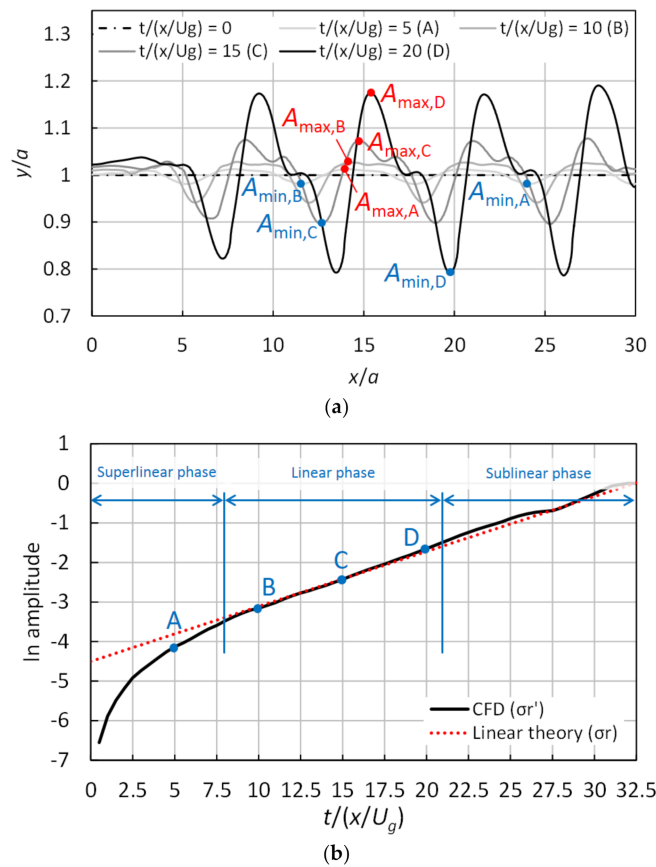 t/(x/Ug) = 0
t/(x/Ug) = 5 (A)
t/(x/Ug) = 10 (B)
t/(x/Ug) = 15 (C)
t/(x/Ug) = 20 (D)
1.3
1.2
1.1
1
0.9
0.8
0.7
y/a
Amax,D
Amax,B
Amax,C
Amax,A
Amin,B
Amin,A
Amin,C
Amin,D
0 5 10 15 20 25 30
x/a
(a)
1
0
-1
-2
-3
-4
-5
-6
-7
ln amplitude
Superlinear phase
Linear phase
Sublinear phase
A
B
C
D
CFD (σr')
Linear theory (σr)
0 2.5 5 7.5 10 12.5 15 17.5 20 22.5 25 27.5 30 32.5
t/(x/Ug)
(b)